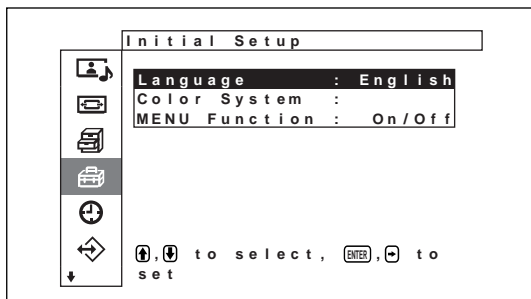 Initial Setup
Language : English
Color System :
MENU Function : On/Off
, to select, ENTER, to
set